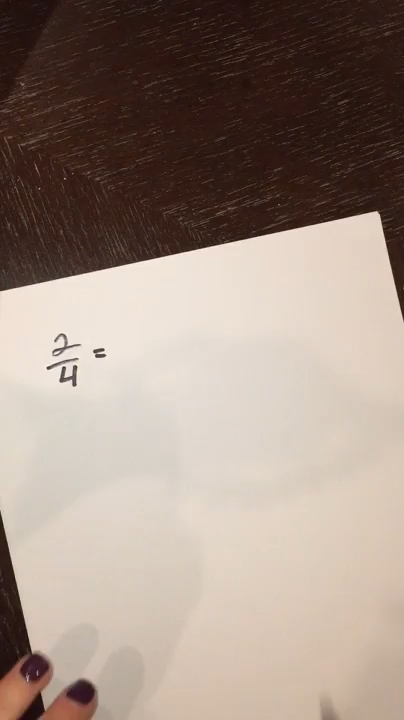 2/4 =